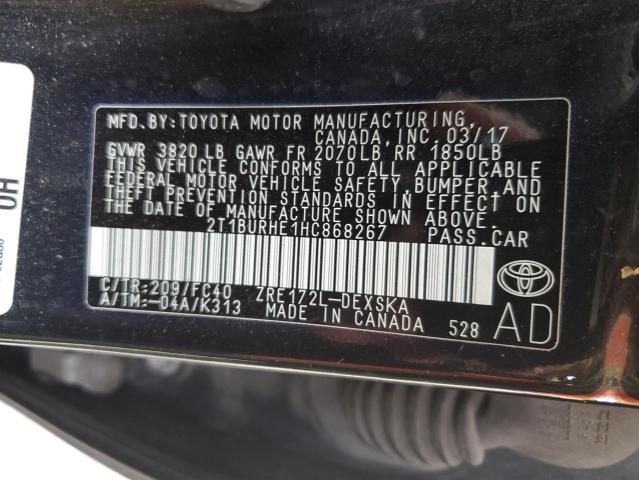 MFD.BY:TOYOTA MOTOR MANUFACTURING,
CANADA, INC. 03/17
GVWR 3820 LB GAWR FR 2070LB RR 1850LB
THIS VEHICLE CONFORMS TO ALL APPLICABLE
FEDERAL MOTOR VEHICLE SAFETY, BUMPER, AND
THEFT PREVENTION STANDARDS IN EFFECT ON
THE DATE OF MANUFACTURE SHOWN ABOVE.
2T1BURHE1HC868267 PASS.CAR
C/TR:209/FC40 ZRE172L-DEXSKA
A/TM:-04A/K313 MADE IN CANADA 528
AD